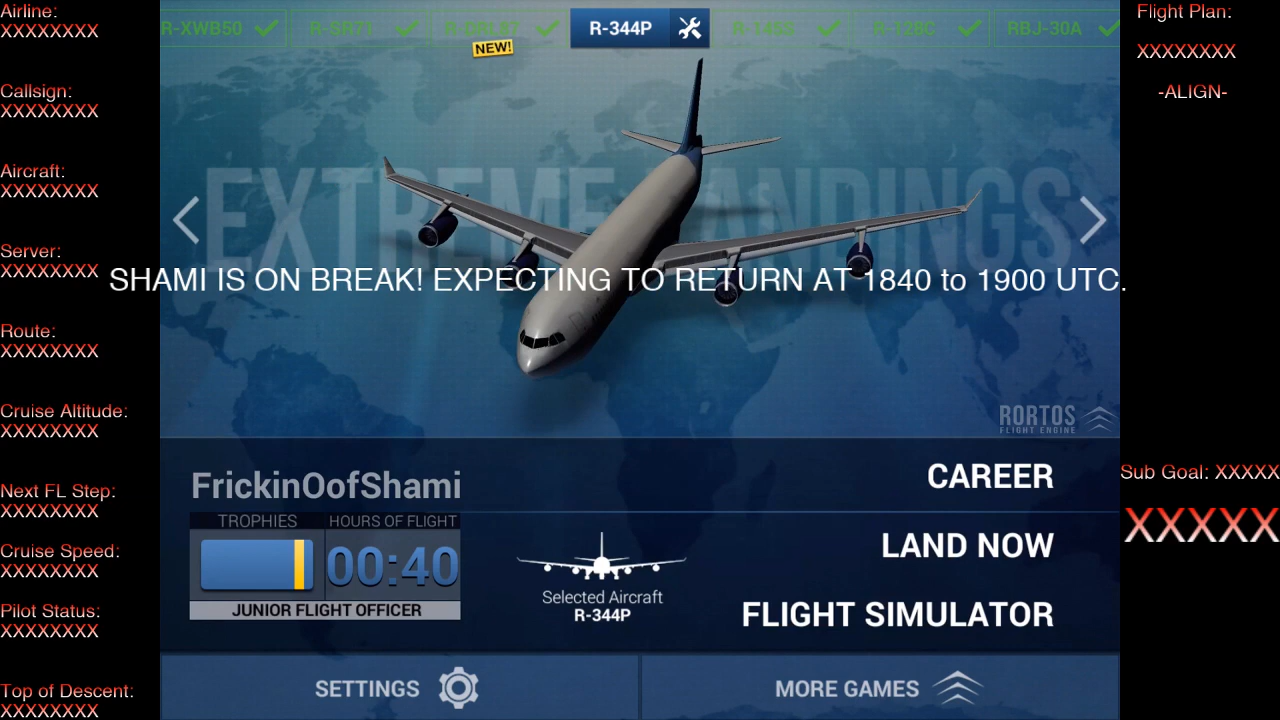 Airline:
XXXXXXXX
Callsign:
XXXXXXXX
Aircraft:
XXXXXXXX
Server:
XXXXXXXX
Route:
XXXXXXXX
Cruise Altitude:
XXXXXXXX
Next FL Step:
XXXXXXXX
Cruise Speed:
XXXXXXXX
Pilot Status:
XXXXXXXX
Top of Descent:
XXXXXXXX
R-XWB50 R-SR71 R-344P R-128C RBJ-30A
NEW!
EXTREME LANDINGS
SHAMI IS ON BREAK! EXPECTING TO RETURN AT 1840 to 1900 UTC.
RORTOS
FLIGHT ENGINE
FrickinOofShami
TROPHIES HOURS OF FLIGHT
00:40
JUNIOR FLIGHT OFFICER
Selected Aircraft
R-344P
CAREER
LAND NOW
FLIGHT SIMULATOR
SETTINGS
MORE GAMES
Flight Plan:
XXXXXXXX
-ALIGN-
Sub Goal: XXXXX
XXXXX